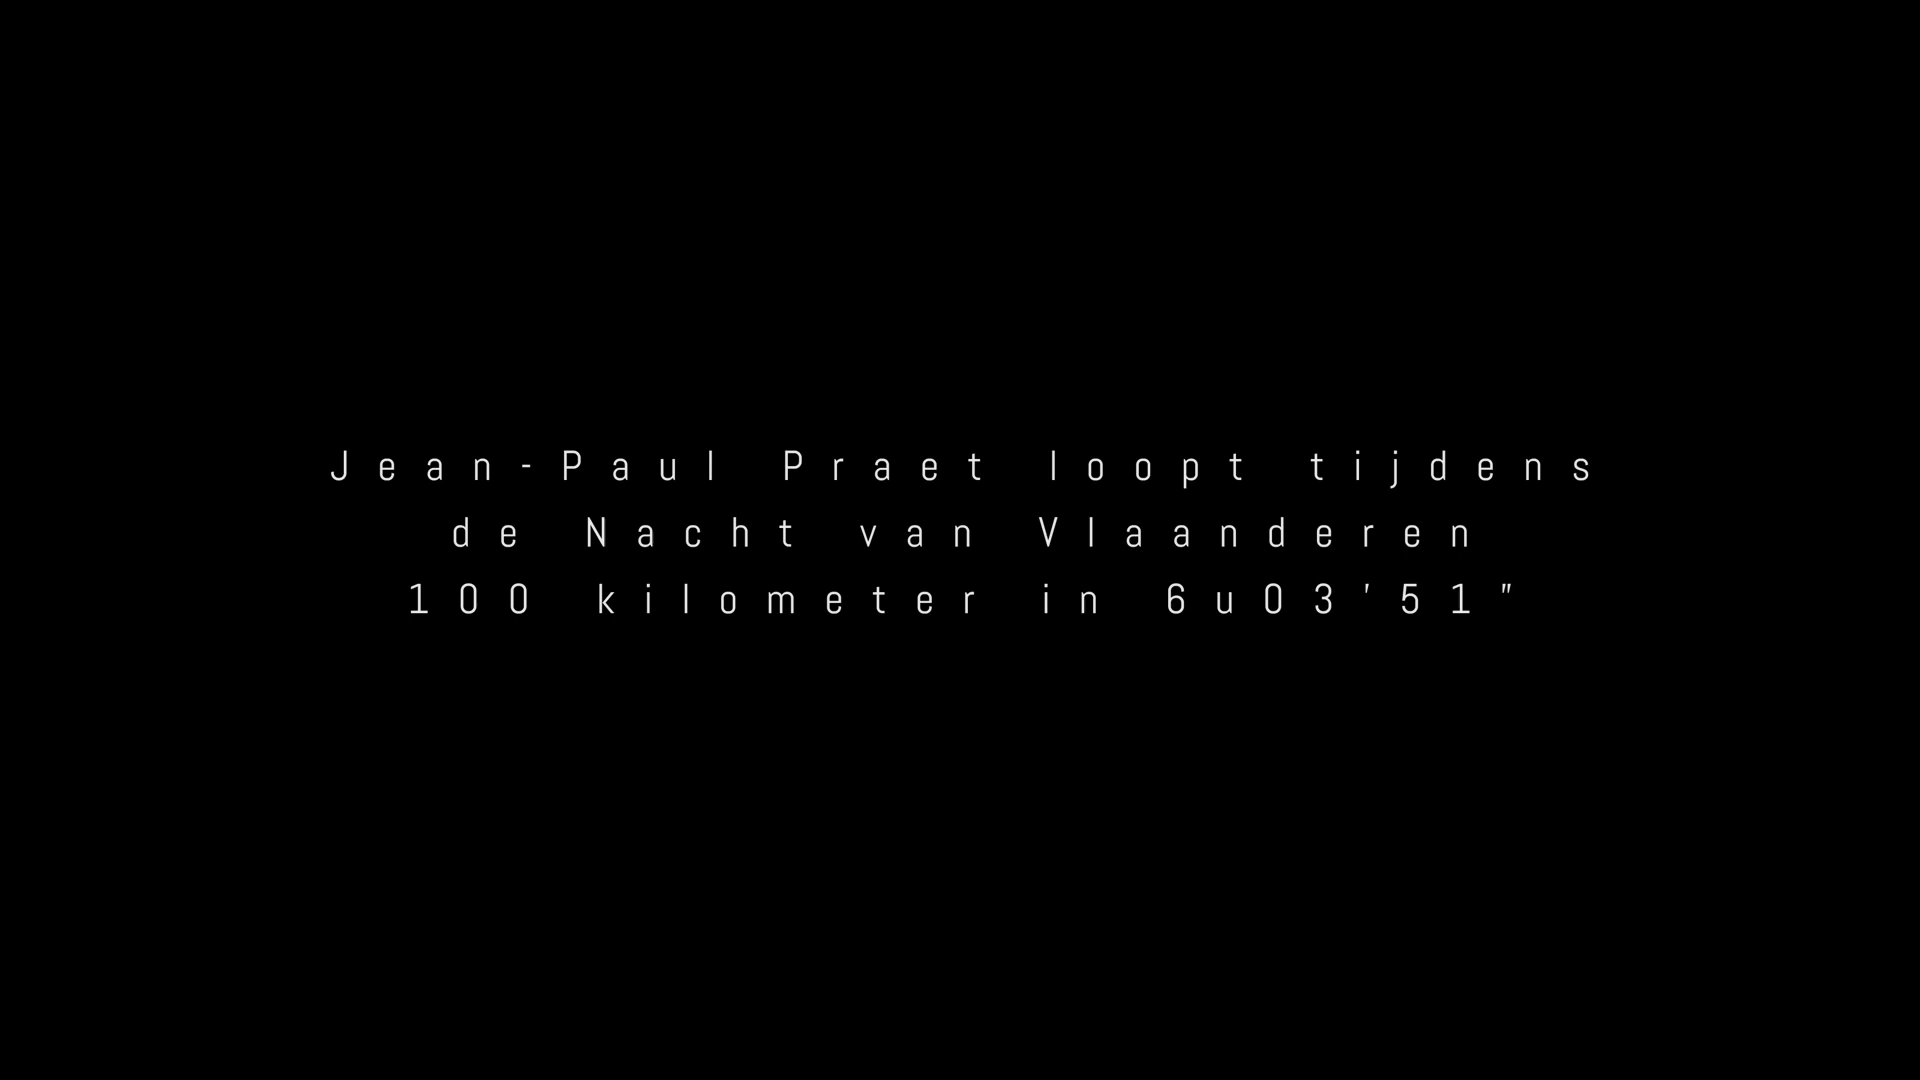 Jean-Paul Praet loopt tijdens
de Nacht van Vlaanderen
100 kilometer in 6u03'51"